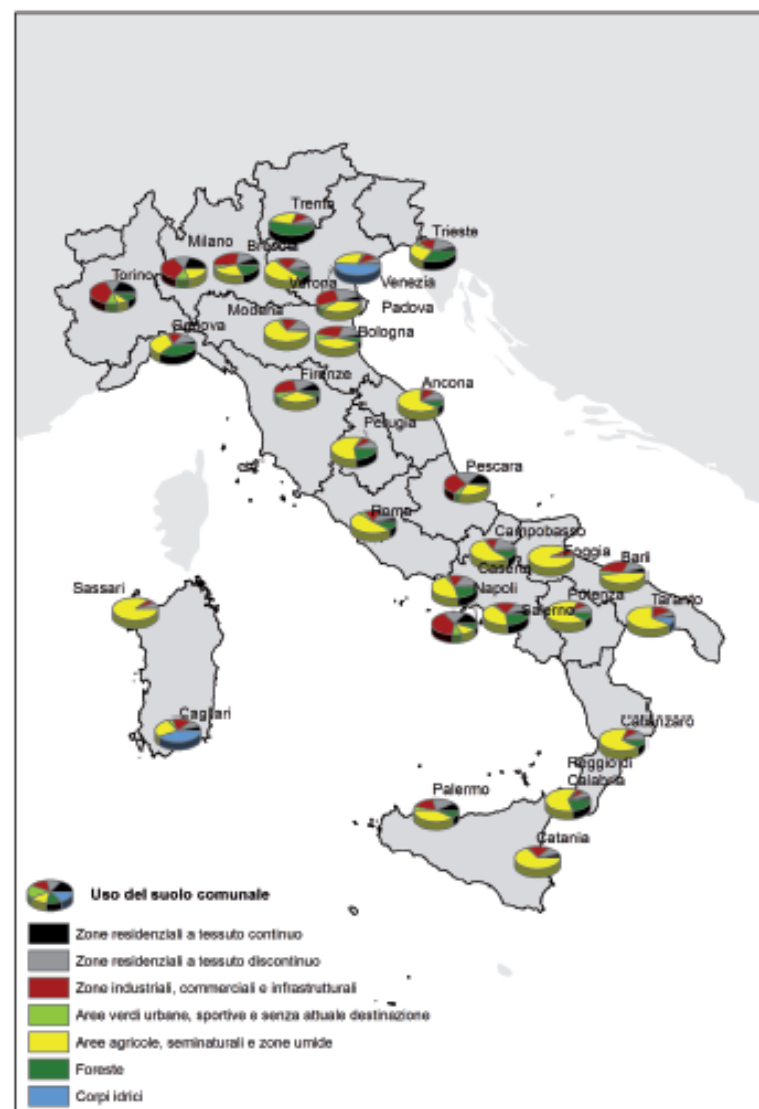 Trento
Trieste
Milano
Brescia
Torino
Verona
Venezia
Padova
Modena
Genova
Bologna
Firenze
Ancona
Perugia
Pescara
Roma
Campobasso
Foggia
Bari
Caserta
Sassari
Napoli
Potenza
Taranto
Salerno
Cagliari
Catanzaro
Reggio di
Calabria
Palermo
Catania
Uso del suolo comunale
Zone residenziali a tessuto continuo
Zone residenziali a tessuto discontinuo
Zone industriali, commerciali e infrastrutturali
Aree verdi urbane, sportive e senza attuale destinazione
Aree agricole, seminaturali e zone umide
Foreste
Corpi idrici